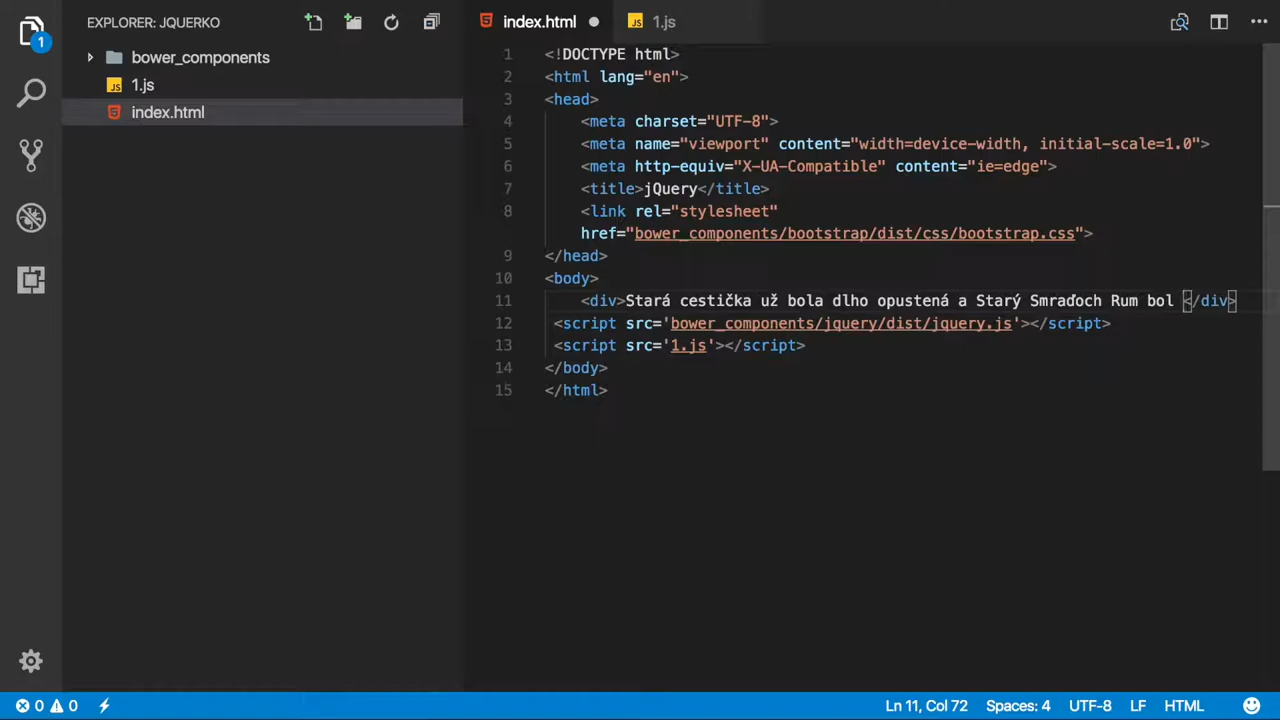 EXPLORER: JQUERKO
index.html
JS 1.js
1
bower_components
JS 1.js
index.html
1 <!DOCTYPE html>
2 <html lang="en">
3 <head>
4 <meta charset="UTF-8">
5 <meta name="viewport" content="width=device-width, initial-scale=1.0">
6 <meta http-equiv="X-UA-Compatible" content="ie=edge">
7 <title>jQuery</title>
8 <link rel="stylesheet"
href="bower_components/bootstrap/dist/css/bootstrap.css">
9 </head>
10 <body>
11 <div>Stará cestička už bola dlho opustená a Starý Smraďoch Rum bol </div>
12 <script src='bower_components/jquery/dist/jquery.js'></script>
13 <script src='1.js'></script>
14 </body>
15 </html>
0 0 Ln 11, Col 72 Spaces: 4 UTF-8 LF HTML